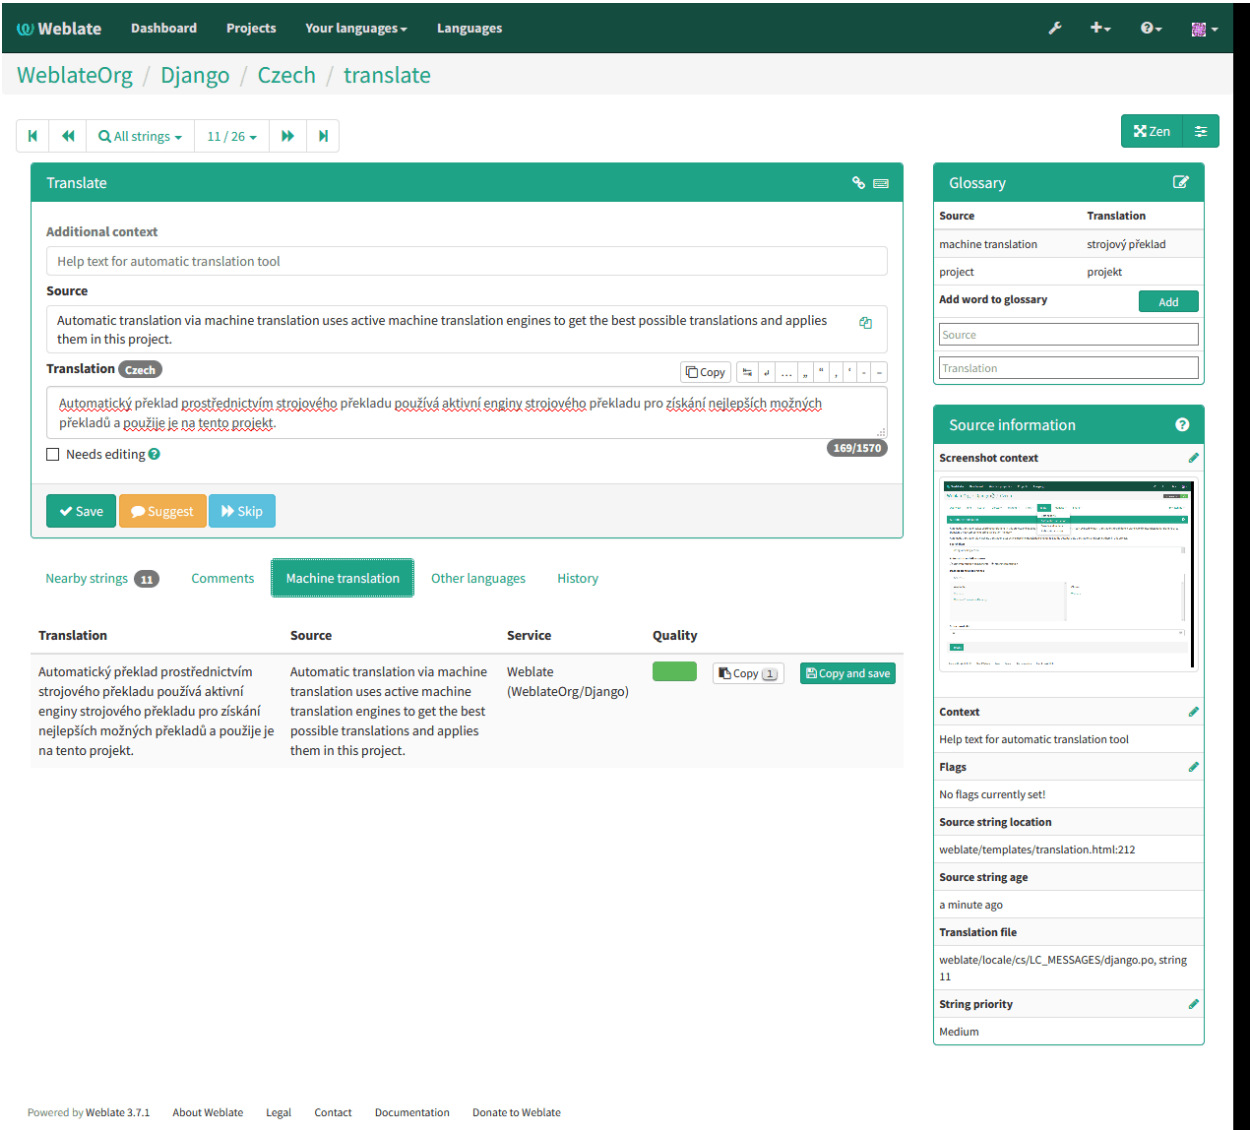 Weblate Dashboard Projects Your languages Languages
WeblateOrg / Django / Czech / translate
All strings 11 / 26
Zen
Translate
Additional context
Help text for automatic translation tool
Source
Automatic translation via machine translation uses active machine translation engines to get the best possible translations and applies
them in this project.
Translation Czech
Copy ↵ … „ “ ‚ ‘ - –
Automatický překlad prostřednictvím strojového překladu používá aktivní enginy strojového překladu pro získání nejlepších možných
překladů a použije je na tento projekt.
169/1570
Needs editing
Save Suggest Skip
Nearby strings 11 Comments Machine translation Other languages History
Translation Source Service Quality
Automatický překlad prostřednictvím
strojového překladu používá aktivní
enginy strojového překladu pro získání
nejlepších možných překladů a použije je
na tento projekt.
Automatic translation via machine
translation uses active machine
translation engines to get the best
possible translations and applies
them in this project.
Weblate
(WeblateOrg/Django)
Copy 1 Copy and save
Glossary
Source Translation
machine translation strojový překlad
project projekt
Add word to glossary Add
Source
Translation
Source information
Screenshot context
Context
Help text for automatic translation tool
Flags
No flags currently set!
Source string location
weblate/templates/translation.html:212
Source string age
a minute ago
Translation file
weblate/locale/cs/LC_MESSAGES/django.po, string
11
String priority
Medium
Powered by Weblate 3.7.1 About Weblate Legal Contact Documentation Donate to Weblate